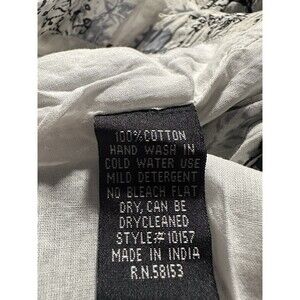 100% COTTON
HAND WASH IN
COLD WATER USE
MILD DETERGENT
NO BLEACH FLAT
DRY, CAN BE
DRYCLEANED
STYLE#10157
MADE IN INDIA
R.N.58153